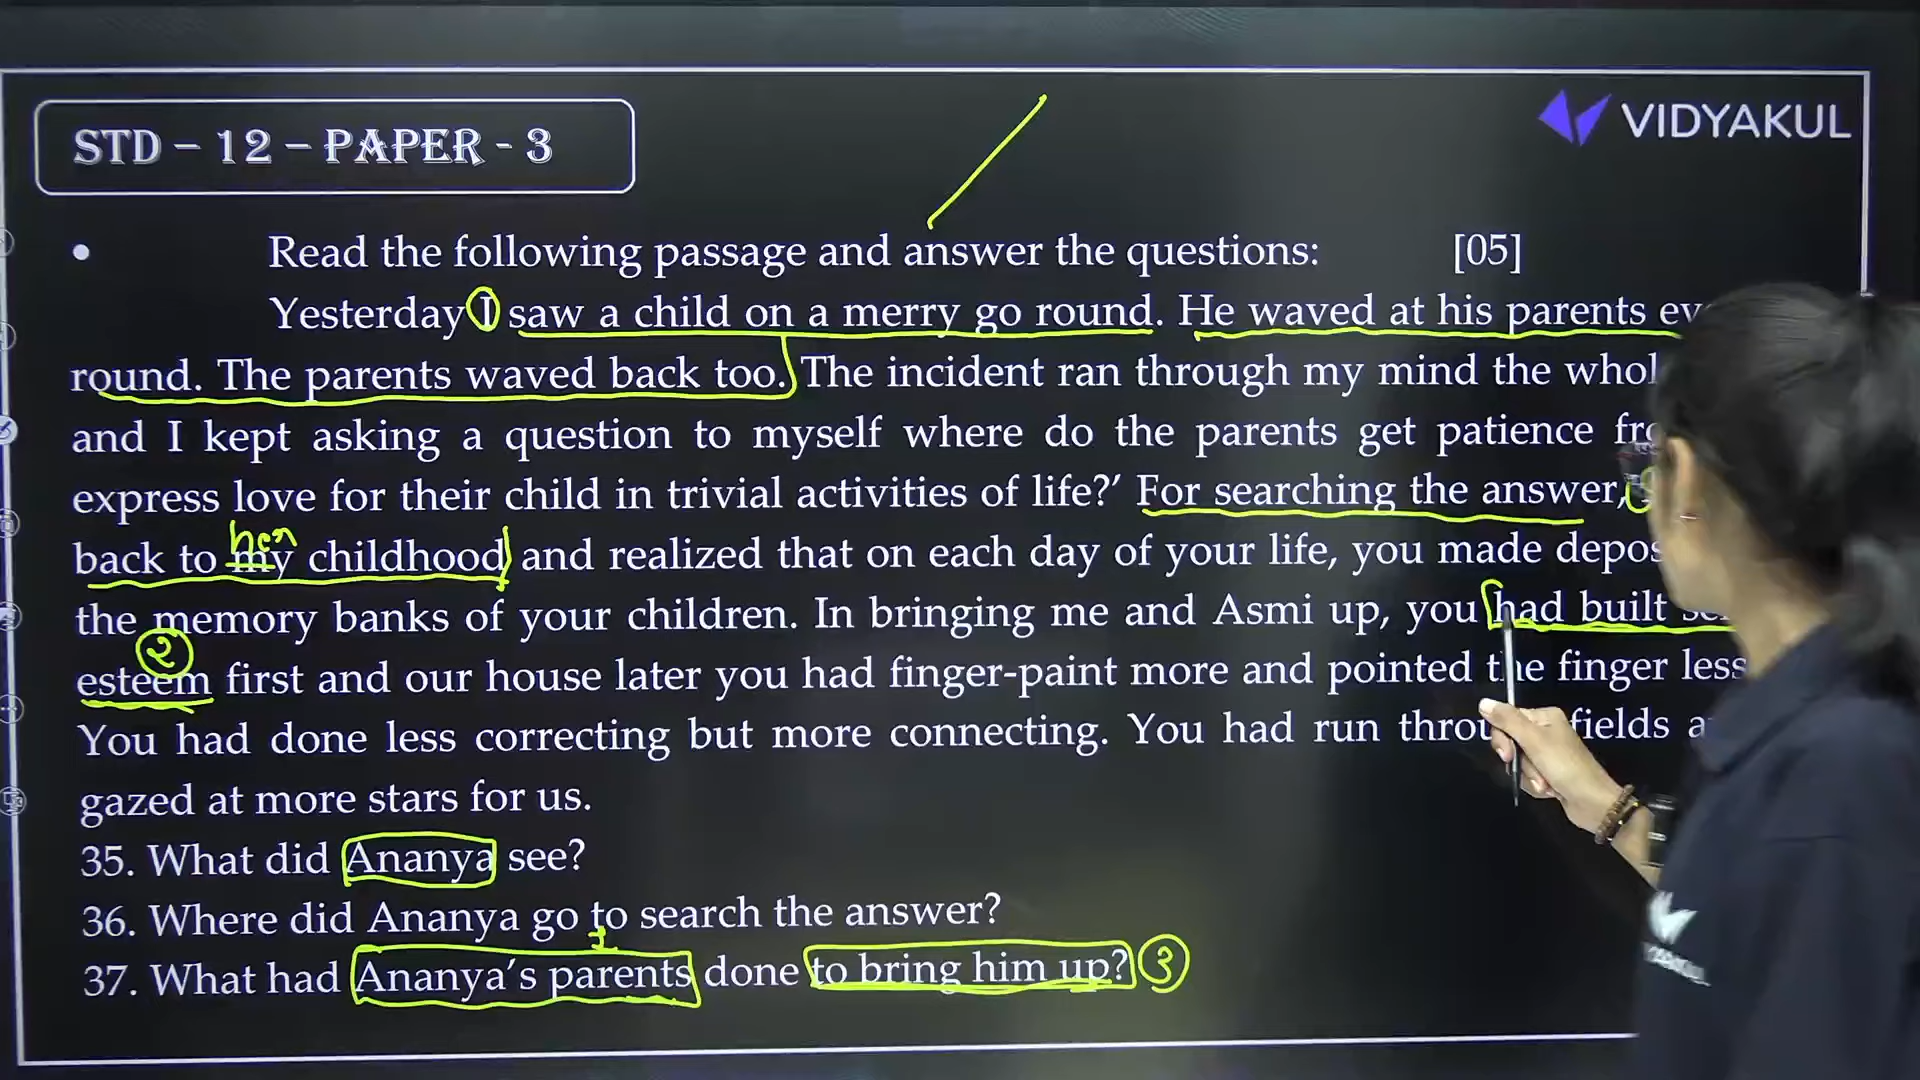 STD – 12 – PAPER - 3
VIDYAKUL
• Read the following passage and answer the questions: [05]
Yesterday I saw a child on a merry go round. He waved at his parents
round. The parents waved back too. The incident ran through my mind the
and I kept asking a question to myself where do the parents get patience
express love for their child in trivial activities of life?’ For searching the answer,
her
back to my childhood and realized that on each day of your life, you made
the memory banks of your children. In bringing me and Asmi up, you had built
2
esteem first and our house later you had finger-paint more and pointed the finger less
You had done less correcting but more connecting. You had run fields
gazed at more stars for us.
35. What did Ananya see?
36. Where did Ananya go to search the answer?
37. What had Ananya’s parents done to bring him up? 3